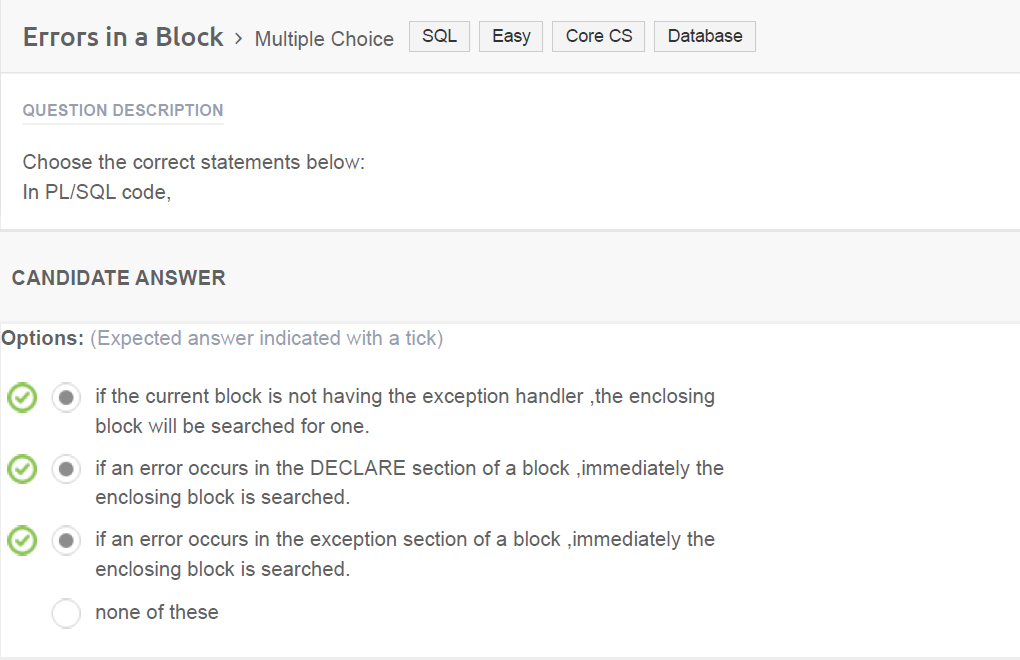 Errors in a Block › Multiple Choice SQL Easy Core CS Database
QUESTION DESCRIPTION
Choose the correct statements below:
In PL/SQL code,
CANDIDATE ANSWER
Options: (Expected answer indicated with a tick)
if the current block is not having the exception handler ,the enclosing
block will be searched for one.
if an error occurs in the DECLARE section of a block ,immediately the
enclosing block is searched.
if an error occurs in the exception section of a block ,immediately the
enclosing block is searched.
none of these